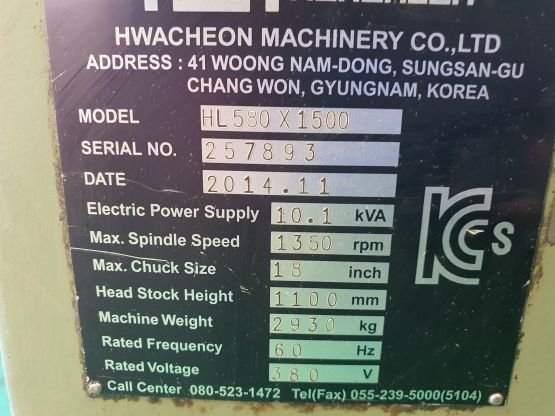 HWACHEON MACHINERY CO.,LTD
ADDRESS : 41 WOONG NAM-DONG, SUNGSAN-GU
CHANG WON, GYUNGNAM, KOREA
MODEL HL580 X 1500
SERIAL NO. 257893
DATE 2014.11
Electric Power Supply 10.1 kVA
Max. Spindle Speed 1350 rpm
Max. Chuck Size 18 inch
Head Stock Height 1100 mm
Machine Weight 2930 kg
Rated Frequency 60 Hz
Rated Voltage 380 V
Call Center 080-523-1472 Tel(Fax) 055-239-5000(5104)
KCs